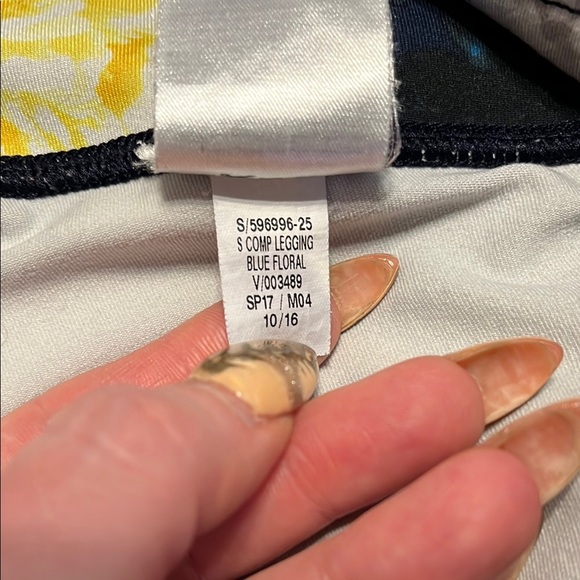 S/596996-25
S COMP LEGGING
BLUE FLORAL
V/003489
SP17 / M04
10/16